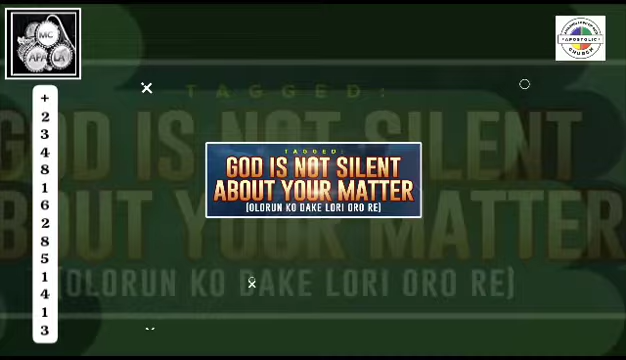 MC
APA LA
APOSTOLIC
CHURCH
+
2
3
4
8
1
6
2
8
5
1
4
1
3
TAGGED:
GOD IS NOT SILENT
ABOUT YOUR MATTER
(OLORUN KO DAKE LORI ORO RE)
TAGGED:
GOD IS NOT SILENT
BOUT YOUR MATTER
(OLORUN KO DAKE LORI ORO RE)